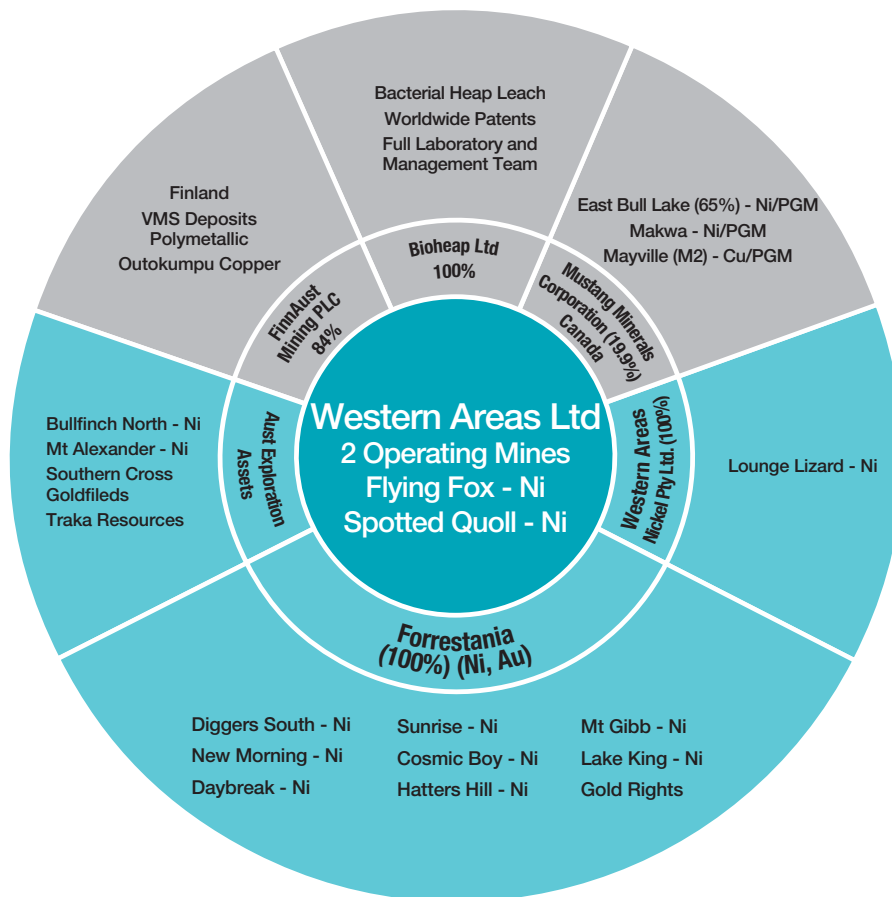 Bacterial Heap Leach
Worldwide Patents
Full Laboratory and
Management Team
Bioheap Ltd
100%
East Bull Lake (65%) - Ni/PGM
Makwa - Ni/PGM
Mayville (M2) - Cu/PGM
Mustang Minerals
Corporation (19.9%)
Canada
Finland
VMS Deposits
Polymetallic
Outokumpu Copper
FinnAust
Mining PLC
84%
Western Areas Ltd
2 Operating Mines
Flying Fox - Ni
Spotted Quoll - Ni
Bullfinch North - Ni
Mt Alexander - Ni
Southern Cross
Goldfileds
Traka Resources
Aust Exploration
Assets
Western Areas
Nickel Pty Ltd. (100%)
Lounge Lizard - Ni
Forrestania
(100%) (Ni, Au)
Diggers South - Ni
New Morning - Ni
Daybreak - Ni
Sunrise - Ni
Cosmic Boy - Ni
Hatters Hill - Ni
Mt Gibb - Ni
Lake King - Ni
Gold Rights